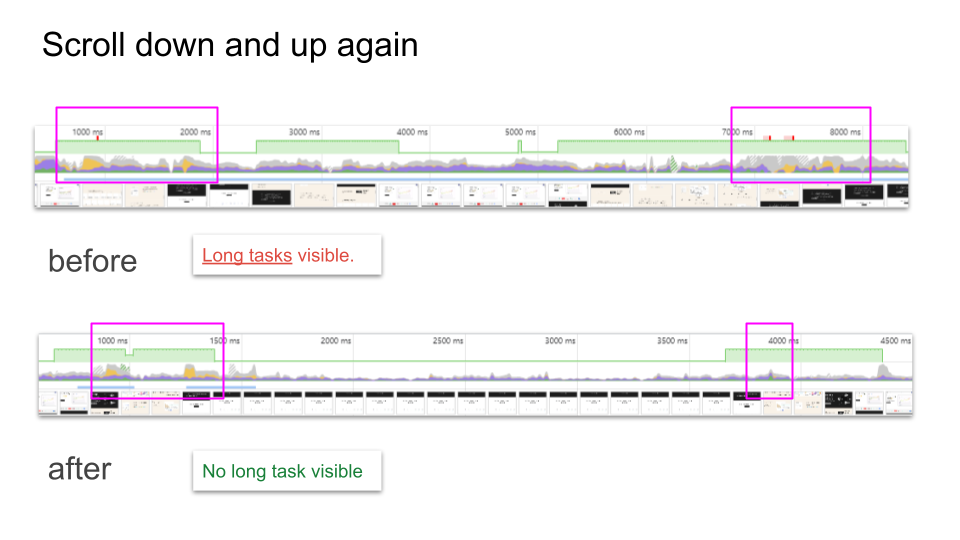 Scroll down and up again
1000 ms 2000 ms 3000 ms 4000 ms 5000 ms 6000 ms 7000 ms 8000 ms
before
Long tasks visible.
1000 ms 1500 ms 2000 ms 2500 ms 3000 ms 3500 ms 4000 ms 4500 ms
after
No long task visible